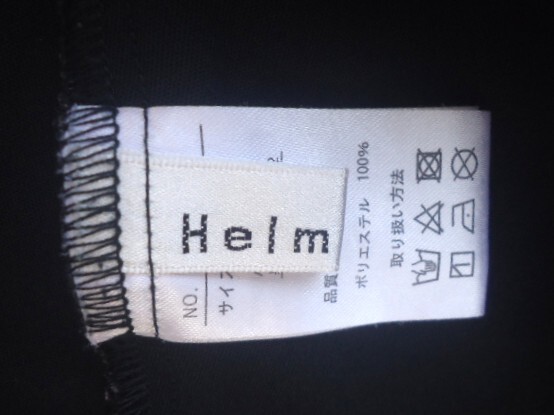 Helm
NO.
サイズ
品質
ポリエステル 100%
取り扱い方法